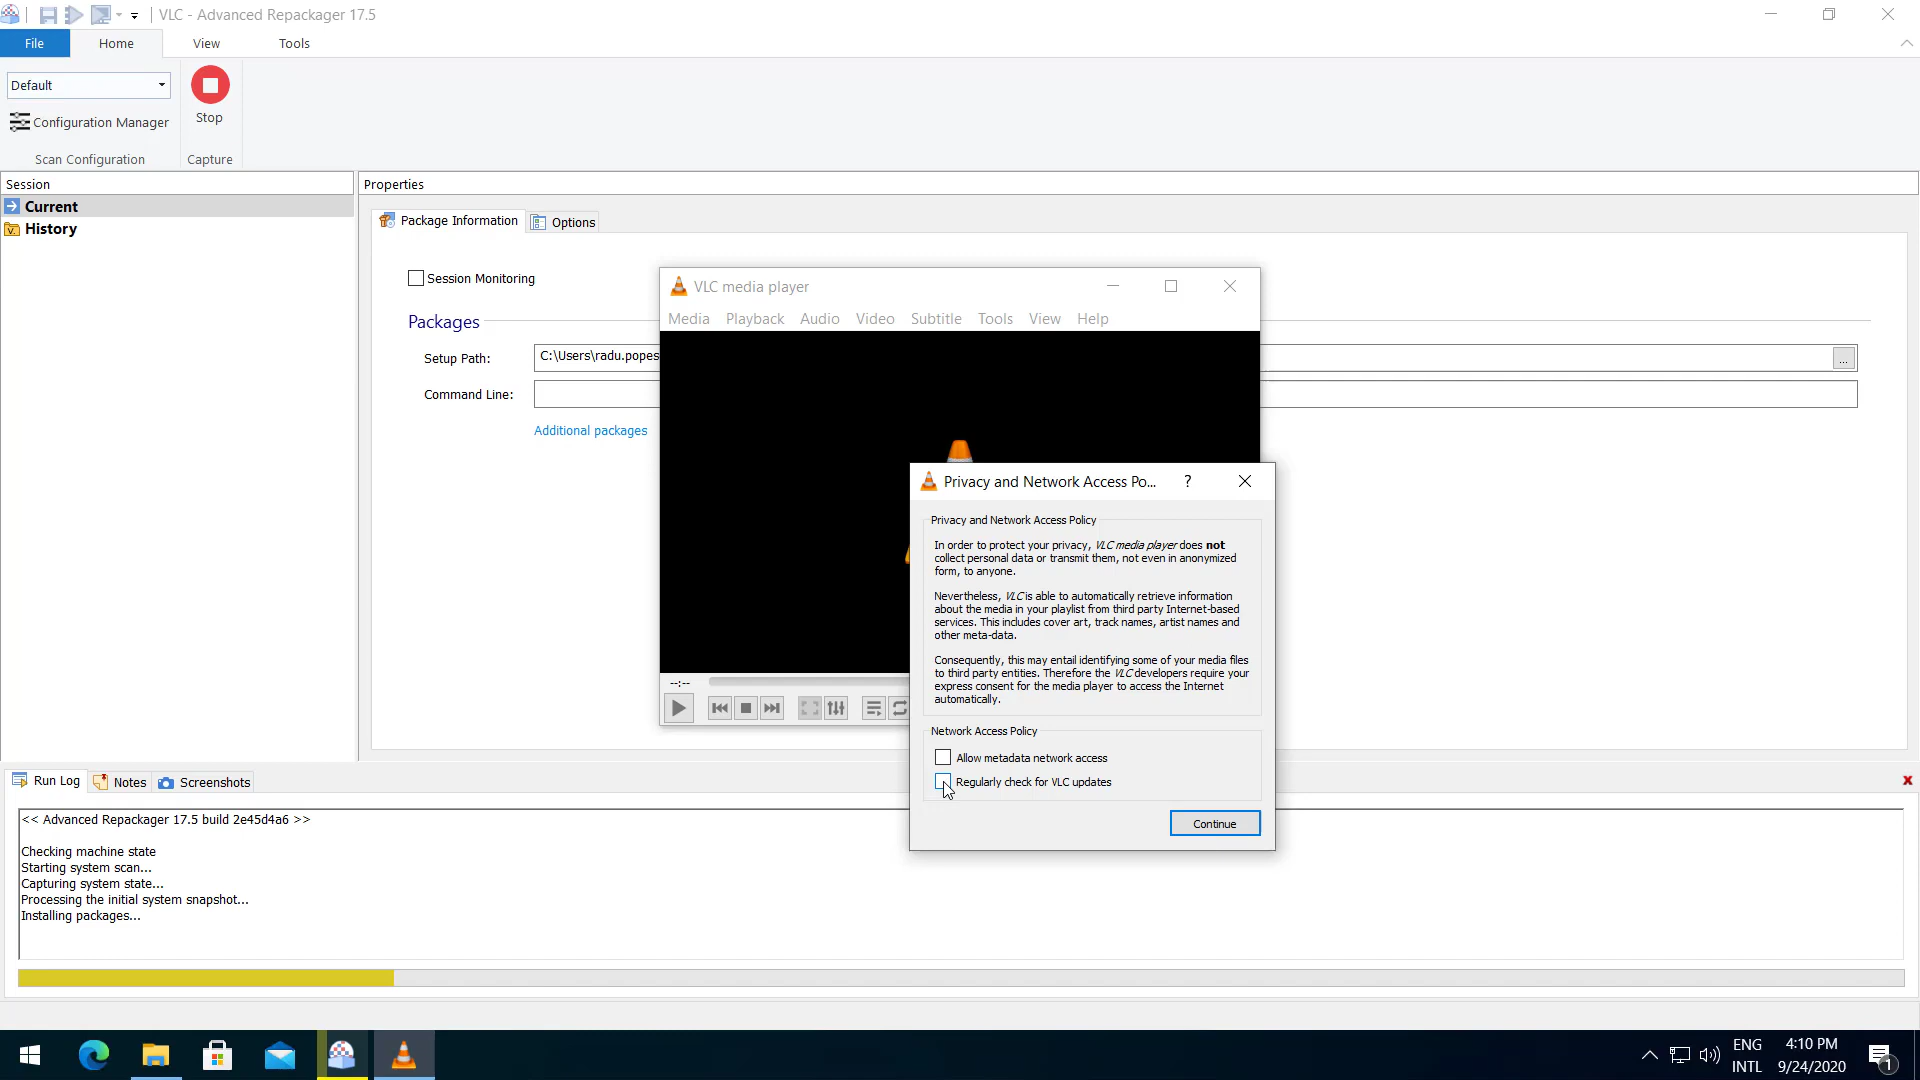 VLC - Advanced Repackager 17.5
File
Home
View
Tools
Default
Configuration Manager
Scan Configuration
Stop
Capture
Session
Current
History
Properties
Package Information
Options
Session Monitoring
Packages
Setup Path:
C:\Users\radu.popes
...
Command Line:
Additional packages
VLC media player
Media Playback Audio Video Subtitle Tools View Help
--:--
Privacy and Network Access Po...
?
Privacy and Network Access Policy
In order to protect your privacy, VLC media player does not
collect personal data or transmit them, not even in anonymized
form, to anyone.
Nevertheless, VLC is able to automatically retrieve information
about the media in your playlist from third party Internet-based
services. This includes cover art, track names, artist names and
other meta-data.
Consequently, this may entail identifying some of your media files
to third party entities. Therefore the VLC developers require your
express consent for the media player to access the Internet
automatically.
Network Access Policy
Allow metadata network access
Regularly check for VLC updates
Continue
Run Log
Notes
Screenshots
<< Advanced Repackager 17.5 build 2e45d4a6 >>
Checking machine state
Starting system scan...
Capturing system state...
Processing the initial system snapshot...
Installing packages...
ENG
INTL
4:10 PM
9/24/2020
1